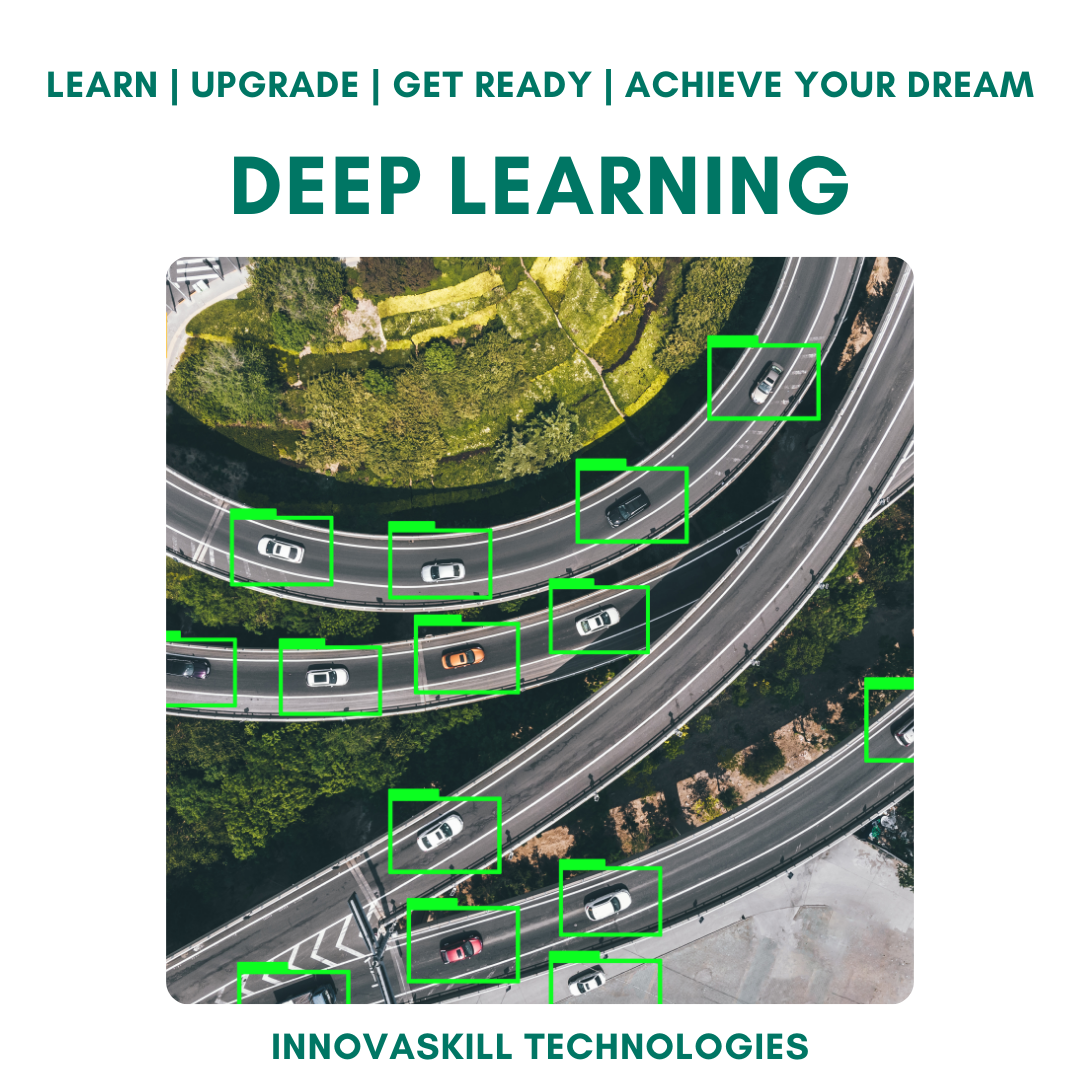 LEARN | UPGRADE | GET READY | ACHIEVE YOUR DREAM
DEEP LEARNING
INNOVASKILL TECHNOLOGIES